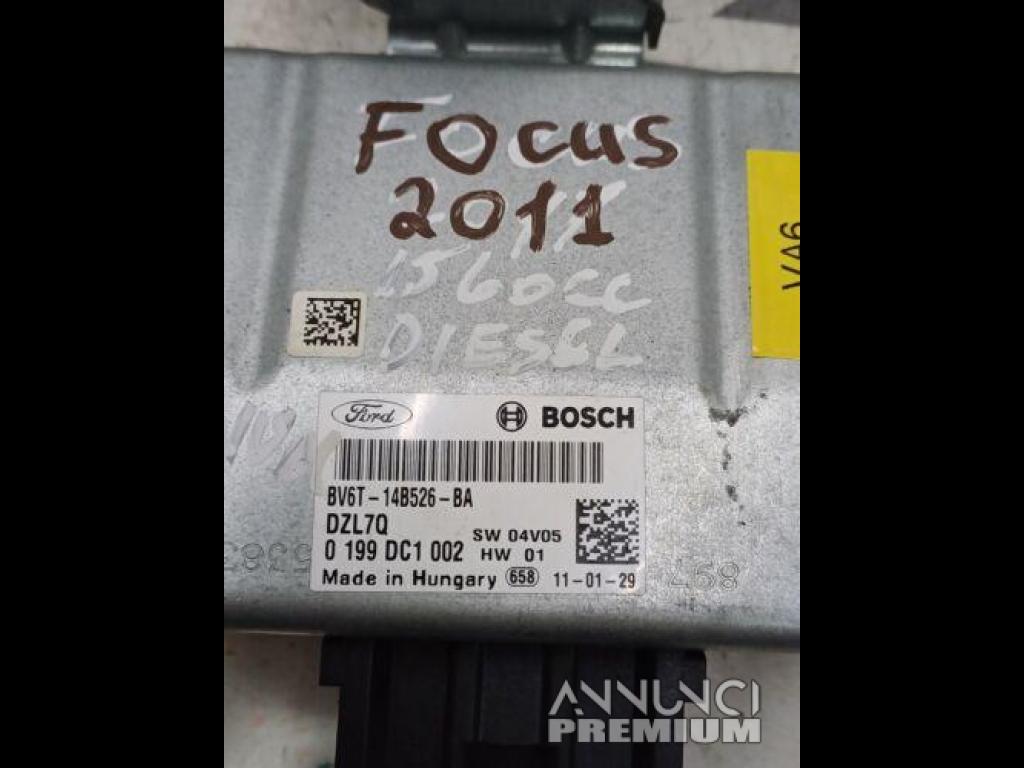 Focus
2011
1560cc
DIESEL
VA6
Ford
BOSCH
BV6T-14B526-BA
DZL7Q
SW 04V05
0 199 DC1 002
HW 01
Made in Hungary 658 11-01-29
ANNUNCI
PREMIUM